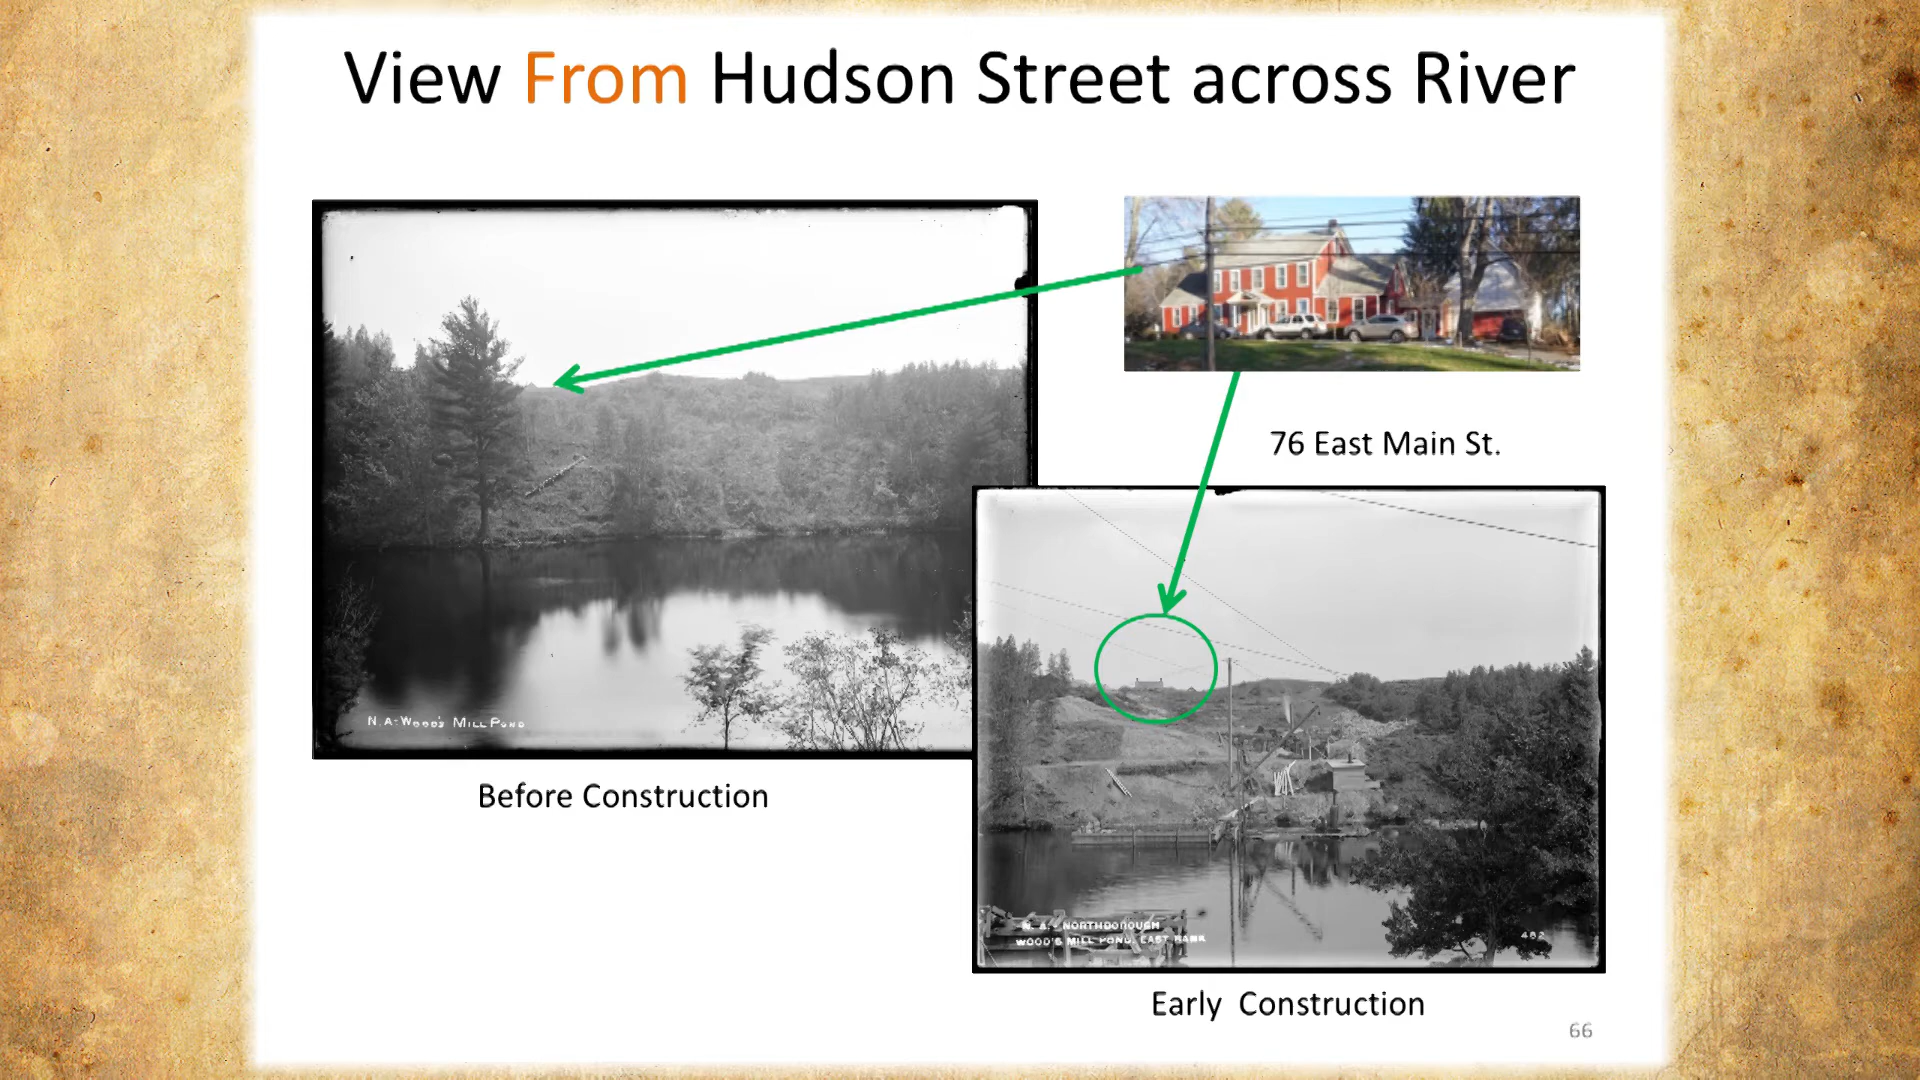 View From Hudson Street across River
76 East Main St.
N.A-Wood's Mill Pond
Before Construction
N. A.- NORTHBOROUGH
WOOD'S MILL POND. EAST BANK
482
Early Construction
66